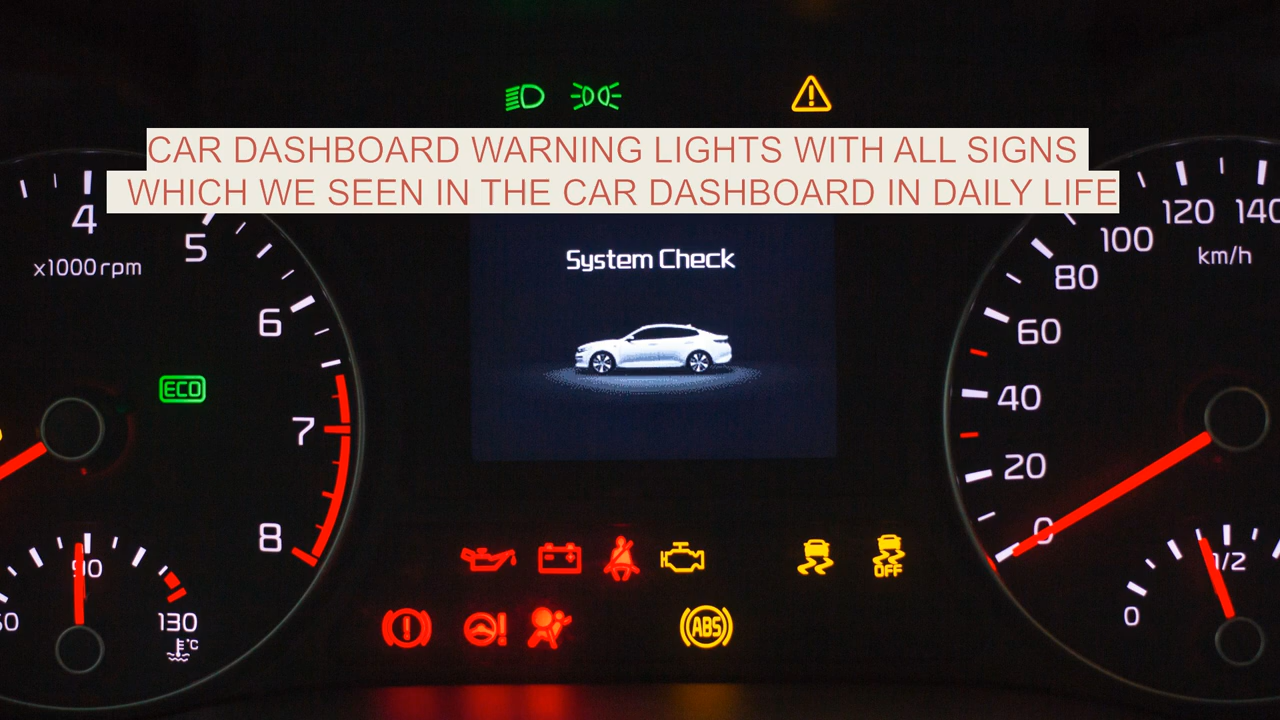 CAR DASHBOARD WARNING LIGHTS WITH ALL SIGNS
WHICH WE SEEN IN THE CAR DASHBOARD IN DAILY LIFE
4
5
6
7
8
x1000rpm
ECO
90
130
°C
System Check
OFF
ABS
0
20
40
60
80
100
120
140
km/h
0
1/2